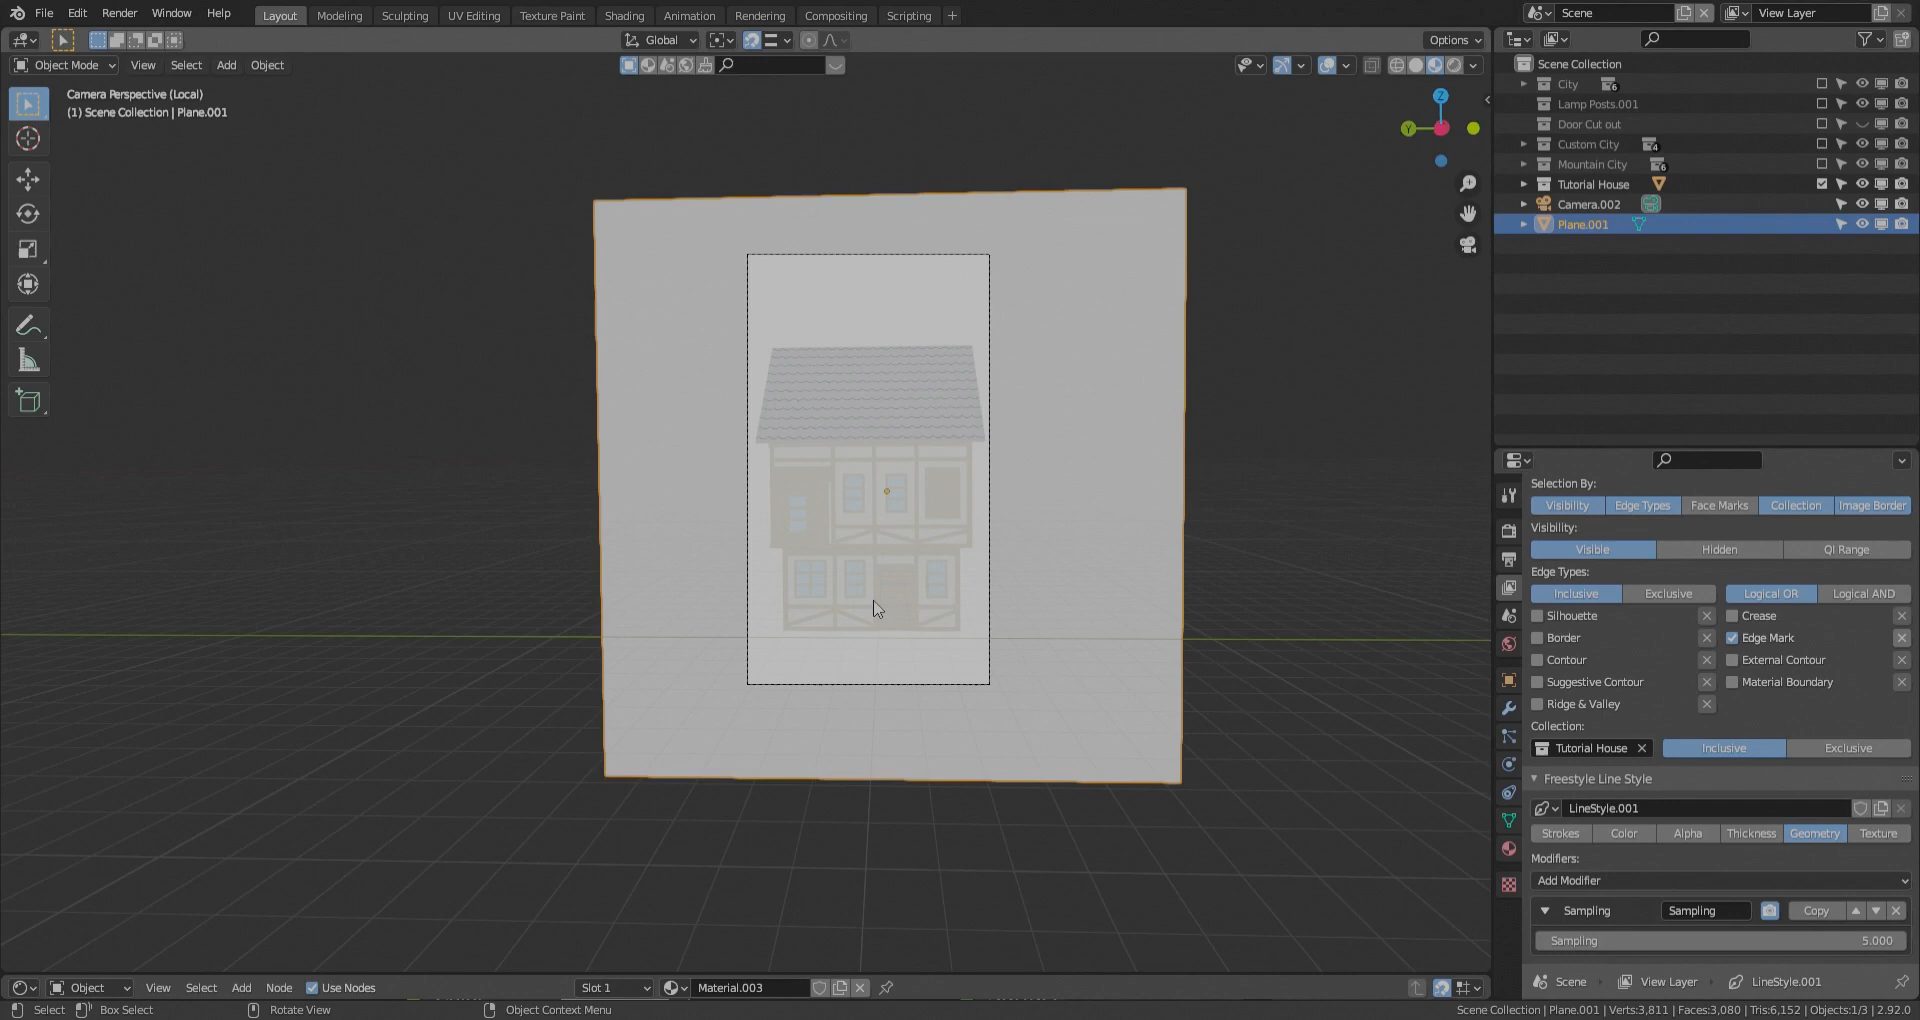 File Edit Render Window Help Layout Modeling Sculpting UV Editing Texture Paint Shading Animation Rendering Compositing Scripting + Scene View Layer
Global Options
Object Mode View Select Add Object
Camera Perspective (Local)
(1) Scene Collection | Plane.001
Z
Y
Scene Collection
City 6
Lamp Posts.001
Door Cut out
Custom City 4
Mountain City 6
Tutorial House
Camera.002
Plane.001
Selection By:
Visibility Edge Types Face Marks Collection Image Border
Visibility:
Visible Hidden QI Range
Edge Types:
Inclusive Exclusive Logical OR Logical AND
Silhouette Crease
Border Edge Mark
Contour External Contour
Suggestive Contour Material Boundary
Ridge & Valley
Collection:
Tutorial House Inclusive Exclusive
Freestyle Line Style
LineStyle.001
Strokes Color Alpha Thickness Geometry Texture
Modifiers:
Add Modifier
Sampling Sampling Copy
Sampling 5.000
Scene View Layer LineStyle.001
Object View Select Add Node Use Nodes Slot 1 Material.003
Select Box Select Rotate View Object Context Menu Scene Collection | Plane.001 | Verts:3,811 | Faces:3,080 | Tris:6,152 | Objects:1/3 | 2.92.0